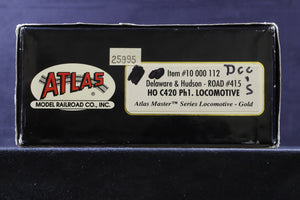 25995
ATLAS
MODEL RAILROAD CO., INC.
Item #10 000 112
Delaware & Hudson - ROAD #415
HO C420 Ph1. LOCOMOTIVE
Atlas Master™ Series Locomotive - Gold
DCC